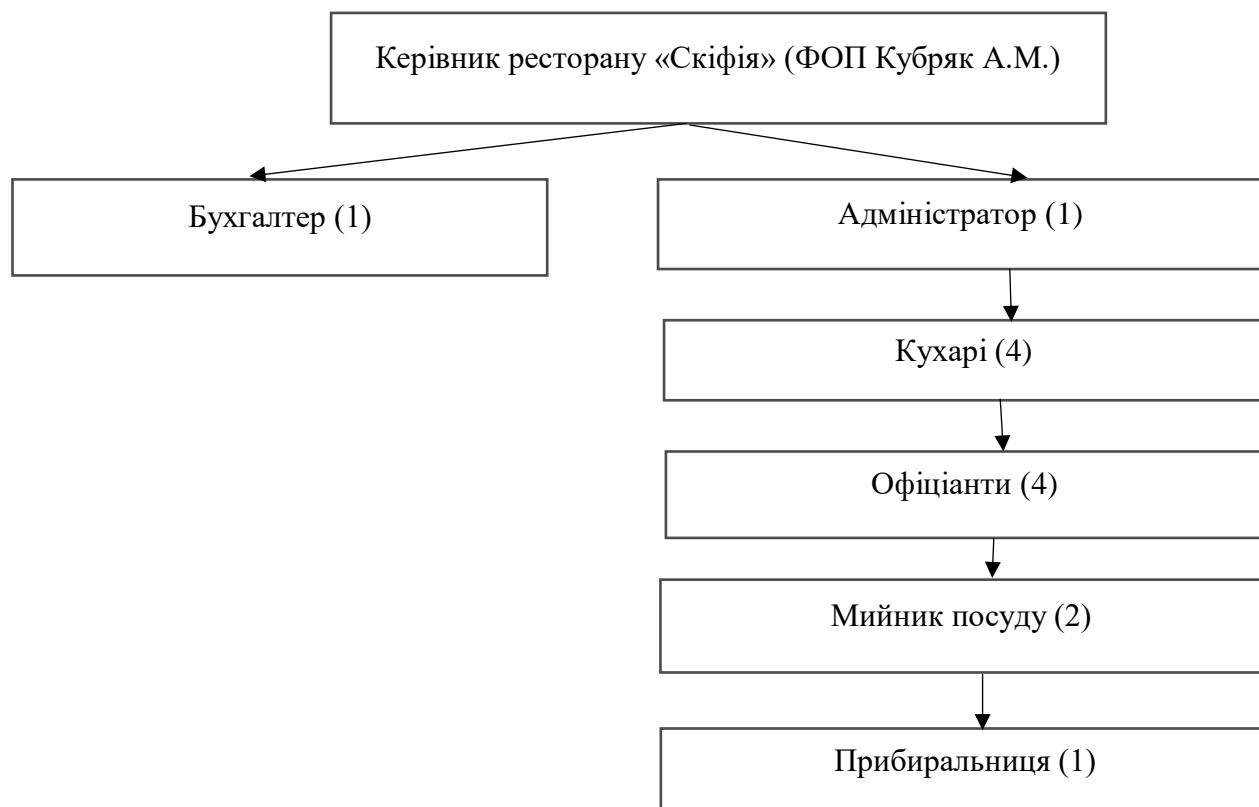 Керівник ресторану «Скіфія» (ФОП Кубряк А.М.)
Бухгалтер (1)
Адміністратор (1)
Кухарі (4)
Офіціанти (4)
Мийник посуду (2)
Прибиральниця (1)